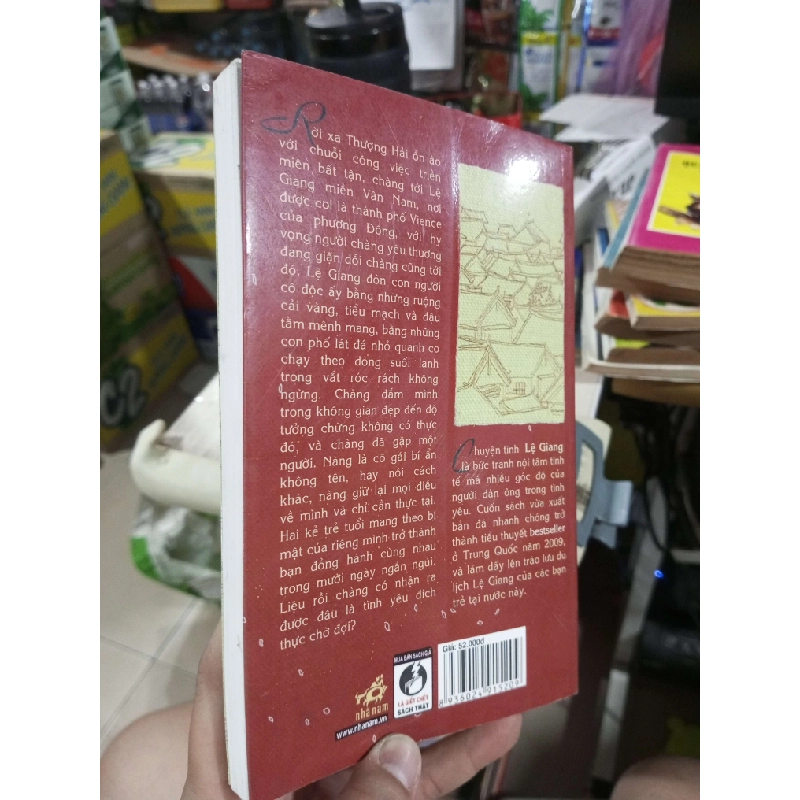 Rời xa Thượng Hải ồn ào
với chuỗi công việc triền
miên bất tận, chàng tới Lệ
Giang miền Vân Nam, nơi
được coi là thành phố Vience
của phương Đông, với hy
vọng người chàng yêu thương
đang giận dỗi chàng cũng tới
đó. Lệ Giang đón con người
cô độc ấy bằng những ruộng
cải vàng, tiểu mạch và dâu
tằm mênh mang, bằng những
con phố lát đá nhỏ quanh co
chạy theo dòng suối lạnh
trong vắt róc rách không
ngừng. Chàng đắm mình
trong không gian đẹp đến độ
tưởng chừng không có thực
đó, và chàng đã gặp một
người. Nàng là cô gái bí ẩn
không tên, hay nói cách
khác, nàng giữ lại mọi điều
về mình và chỉ cần thực tại.
Hai kẻ trẻ tuổi mang theo bí
mật của riêng mình trở thành
bạn đồng hành cùng nhau
trong mười ngày ngắn ngủi.
Liệu rồi chàng có nhận ra
được đâu là tình yêu đích
thực chờ đợi?
Chuyện tình Lệ Giang
là bức tranh nội tâm tinh
tế mà nhiều góc độ của
người đàn ông trong tình
yêu. Cuốn sách vừa xuất
bản đã nhanh chóng trở
thành tiểu thuyết bestseller
ở Trung Quốc năm 2009,
và làm dấy lên trào lưu du
lịch Lệ Giang của các bạn
trẻ tại nước này.
nhã nam
www.nhanam.vn
MUA BÁN SÁCH GIẢ
LÀ GIẾT CHẾT
SÁCH THẬT
Giá: 52.000đ
8936024915209
C2